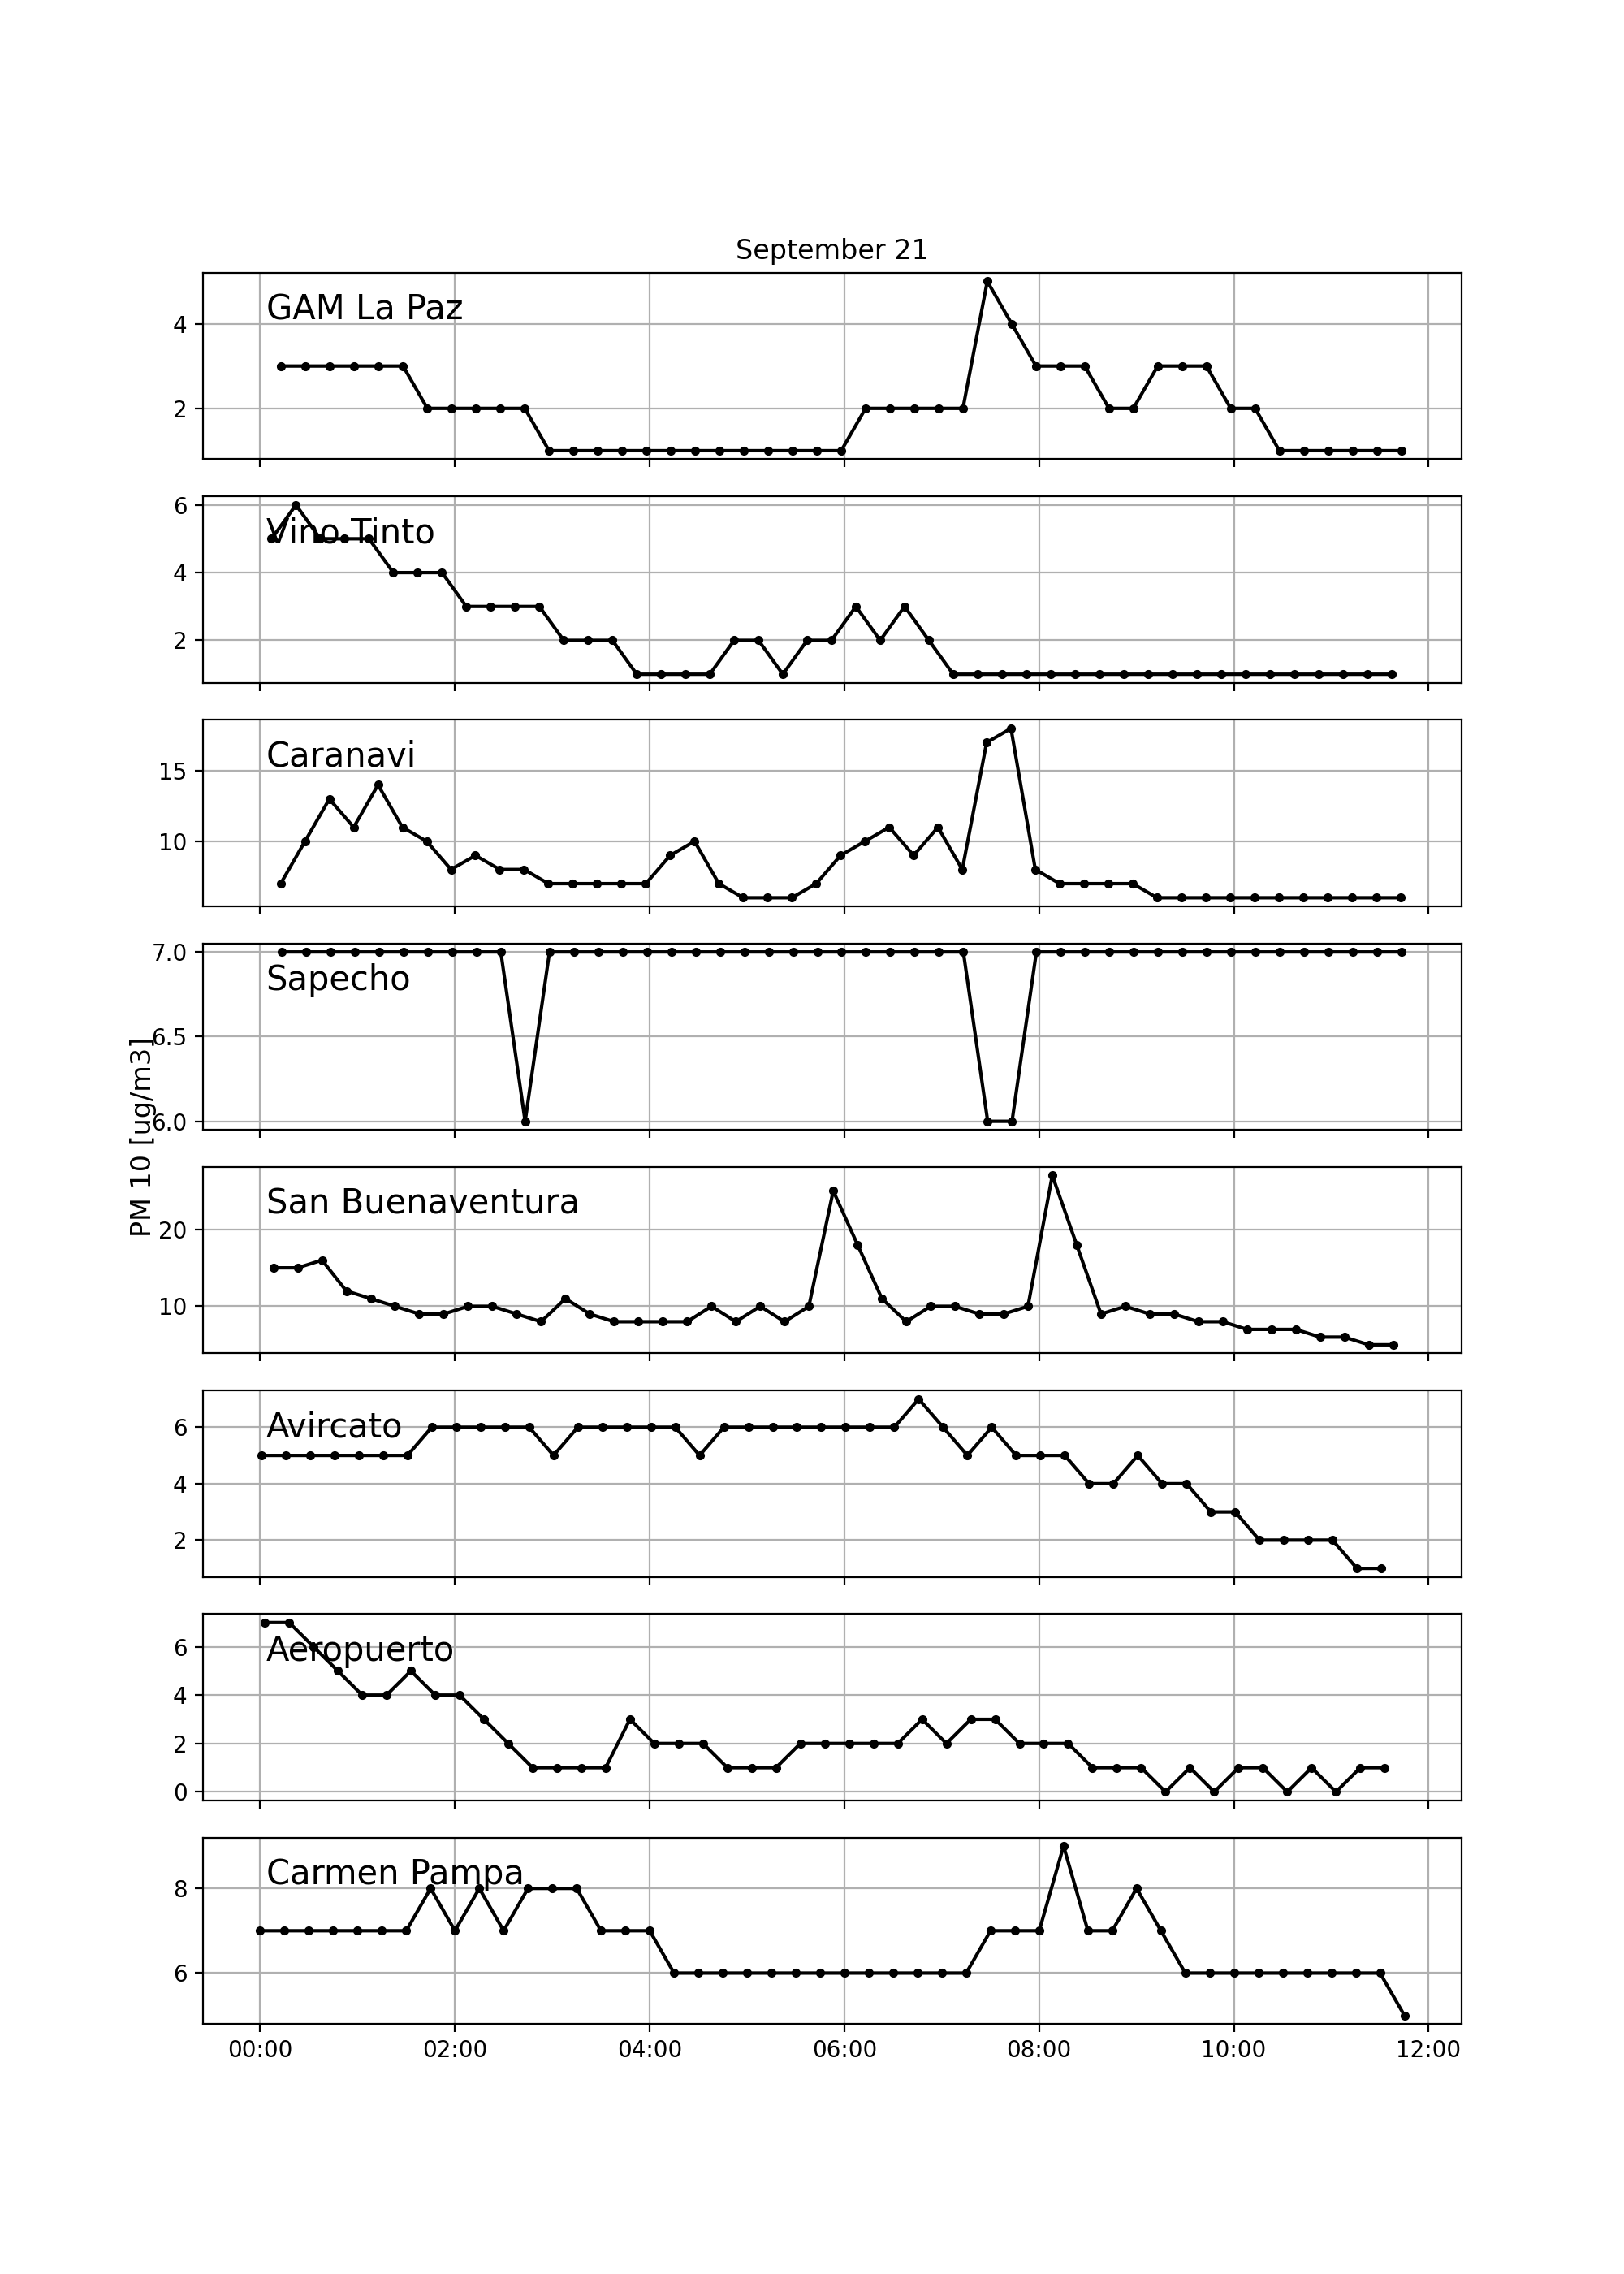 September 21
GAM La Paz
4
2
Vino Tinto
6
4
2
Caranavi
15
10
Sapecho
7.0
6.5
6.0
PM 10 [ug/m3]
San Buenaventura
20
10
Avircato
6
4
2
Aeropuerto
6
4
2
0
Carmen Pampa
8
6
00:00 02:00 04:00 06:00 08:00 10:00 12:00